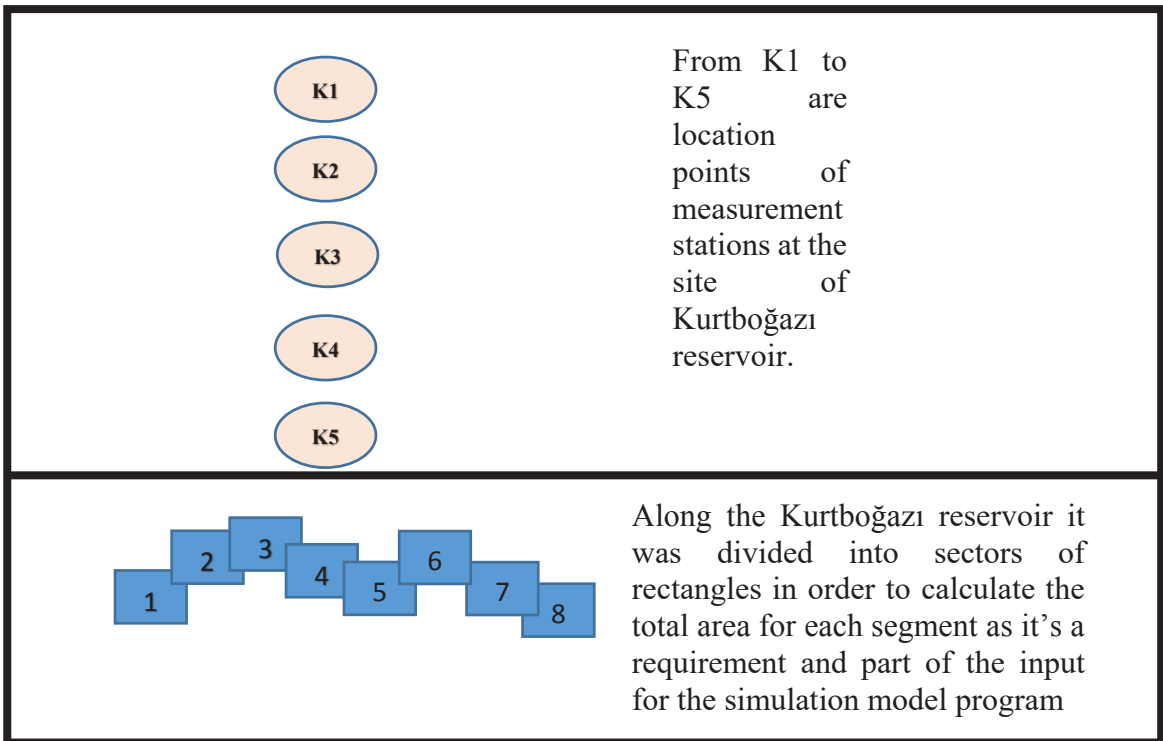 K1
K2
K3
K4
K5
From K1 to
K5 are
location
points of
measurement
stations at the
site of
Kurtboğazı
reservoir.
1
2
3
4
5
6
7
8
Along the Kurtboğazı reservoir it
was divided into sectors of
rectangles in order to calculate the
total area for each segment as it’s a
requirement and part of the input
for the simulation model program